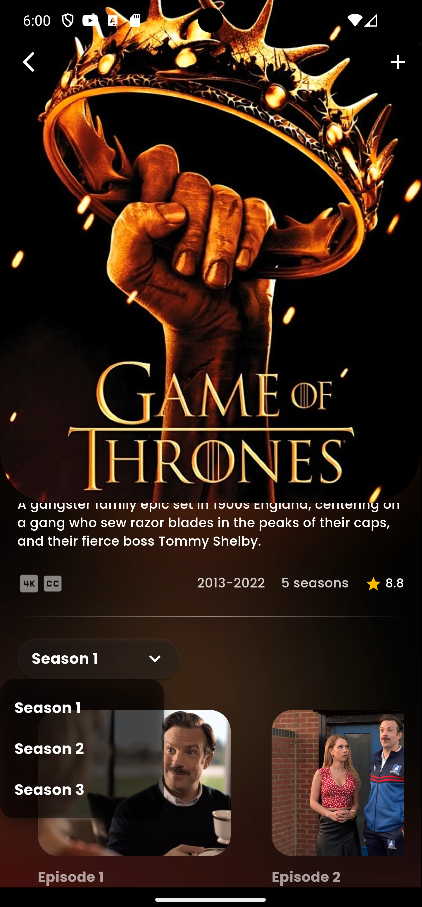 6:00
GAME OF
THRONES
A gangster family epic set in 1900s England, centering on
a gang who sew razor blades in the peaks of their caps,
and their fierce boss Tommy Shelby.
4K CC 2013-2022 5 seasons 8.8
Season 1
Season 1
Season 2
Season 3
Episode 1 Episode 2